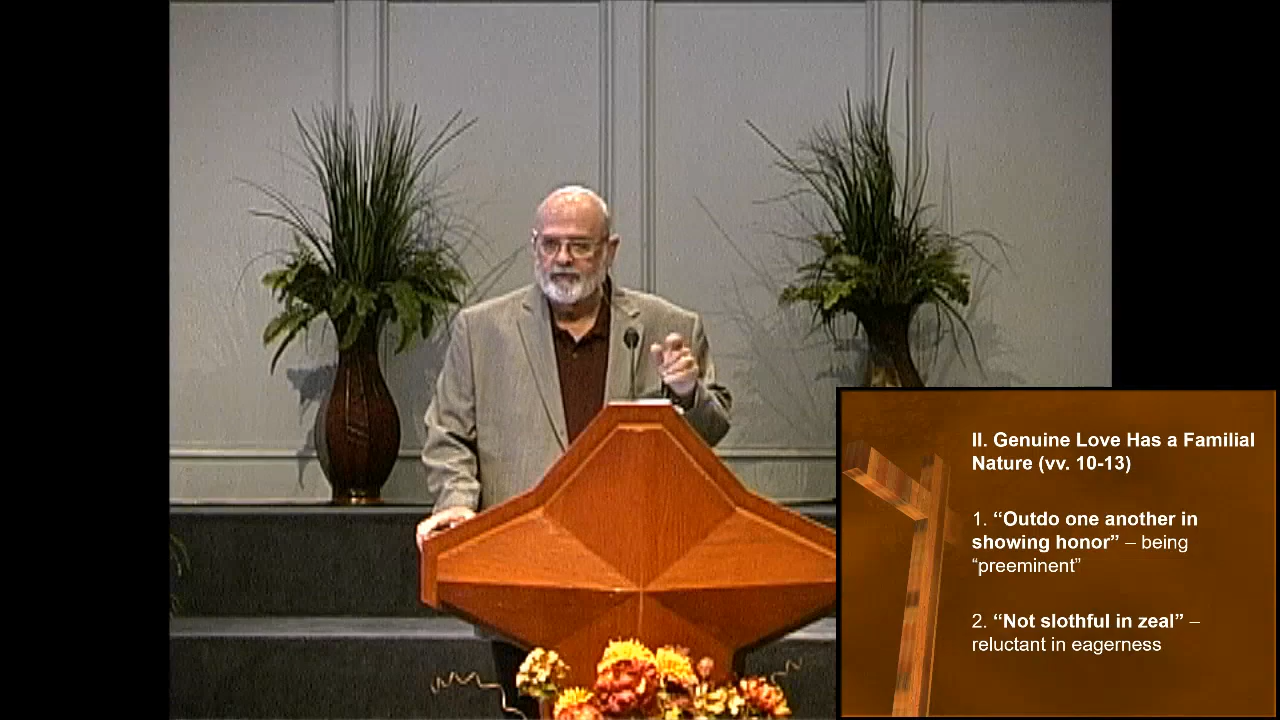 II. Genuine Love Has a Familial
Nature (vv. 10-13)
1. “Outdo one another in
showing honor” – being
“preeminent”
2. “Not slothful in zeal” –
reluctant in eagerness